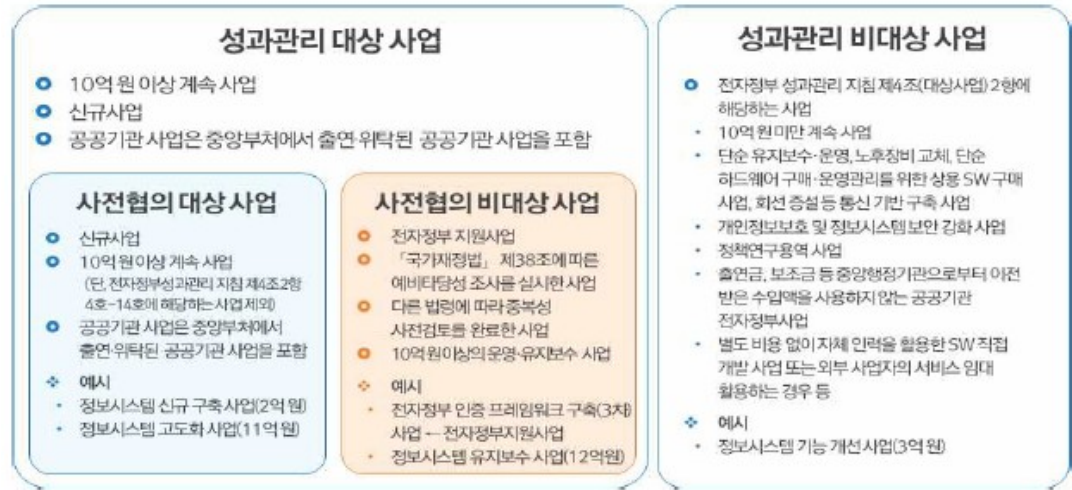 성과관리 대상 사업
10억 원 이상 계속 사업
신규사업
공공기관 사업은 중앙부처에서 출연·위탁된 공공기관 사업을 포함
사전협의 대상 사업
신규사업
10억 원이상 계속 사업
(단, 전자정부성과관리 지침 제4조2항
4호~14호에 해당하는 사업 제외)
공공기관 사업은 중앙부처에서
출연·위탁된 공공기관 사업을 포함
예시
정보시스템 신규 구축 사업(2억 원)
정보시스템 고도화 사업(11억 원)
사전협의 비대상 사업
전자정부 지원사업
「국가재정법」 제38조에 따른
예비타당성 조사를 실시한 사업
다른 법령에 따라 중복성
사전검토를 완료한 사업
10억원이상의 운영·유지보수 사업
예시
전자정부 인증 프레임워크 구축(3차)
사업 ← 전자정부지원사업
정보시스템 유지보수 사업(12억원)
성과관리 비대상 사업
전자정부 성과관리 지침 제4조(대상사업) 2항에
해당하는 사업
10억 원 미만 계속 사업
단순 유지보수·운영, 노후장비 교체, 단순
하드웨어 구매·운영관리를 위한 상용 SW 구매
사업, 회선 증설 등 통신 기반 구축 사업
개인정보보호 및 정보시스템 보안 강화 사업
정책연구용역 사업
출연금, 보조금 등 중앙행정기관으로부터 이전
받은 수입액을 사용하지 않는 공공기관
전자정부사업
별도 비용 없이 자체 인력을 활용한 SW 직접
개발 사업 또는 외부 사업자의 서비스 임대
활용하는 경우 등
예시
정보시스템 기능 개선 사업(3억 원)